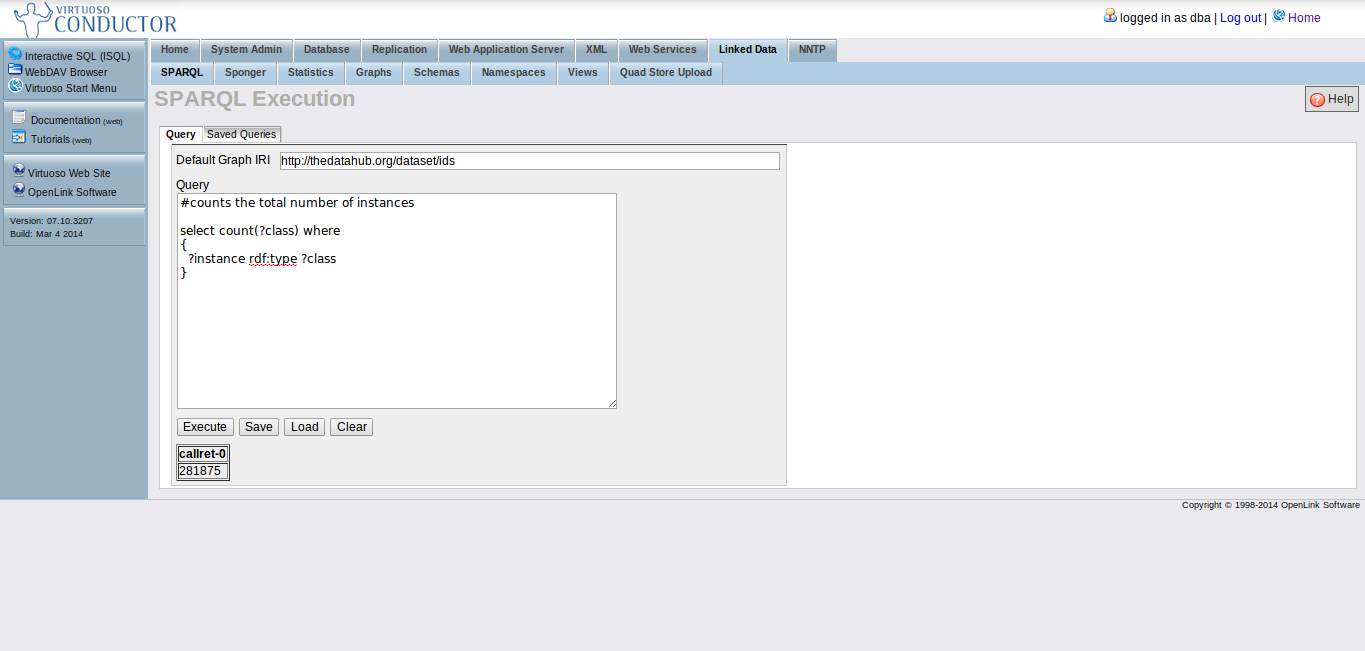 VIRTUOSO
CONDUCTOR
logged in as dba | Log out | Home
Interactive SQL (ISQL)
WebDAV Browser
Virtuoso Start Menu
Documentation (web)
Tutorials (web)
Virtuoso Web Site
OpenLink Software
Version: 07.10.3207
Build: Mar 4 2014
Home System Admin Database Replication Web Application Server XML Web Services Linked Data NNTP
SPARQL Sponger Statistics Graphs Schemas Namespaces Views Quad Store Upload
SPARQL Execution
Help
Query Saved Queries
Default Graph IRI http://thedatahub.org/dataset/ids
Query
#counts the total number of instances
select count(?class) where
{
?instance rdf:type ?class
}
Execute Save Load Clear
callret-0
281875
Copyright © 1998-2014 OpenLink Software